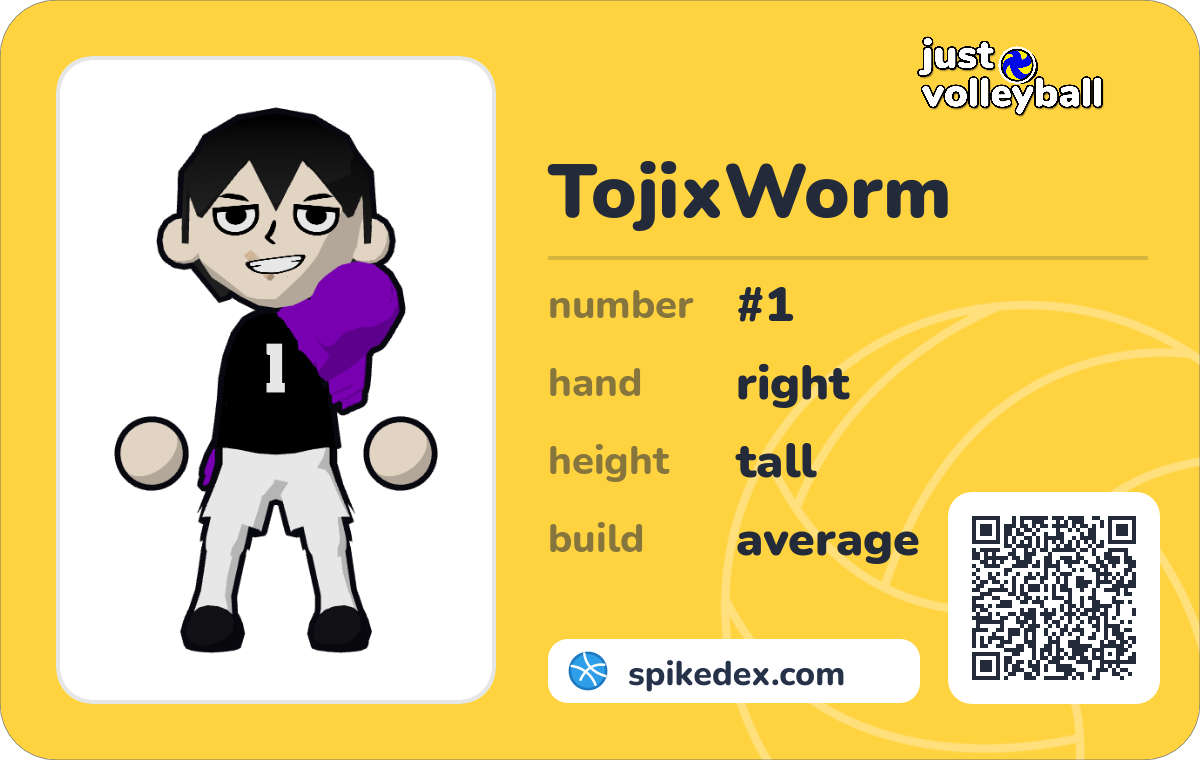 just
volleyball
TojixWorm
number #1
hand right
height tall
build average
1
spikedex.com